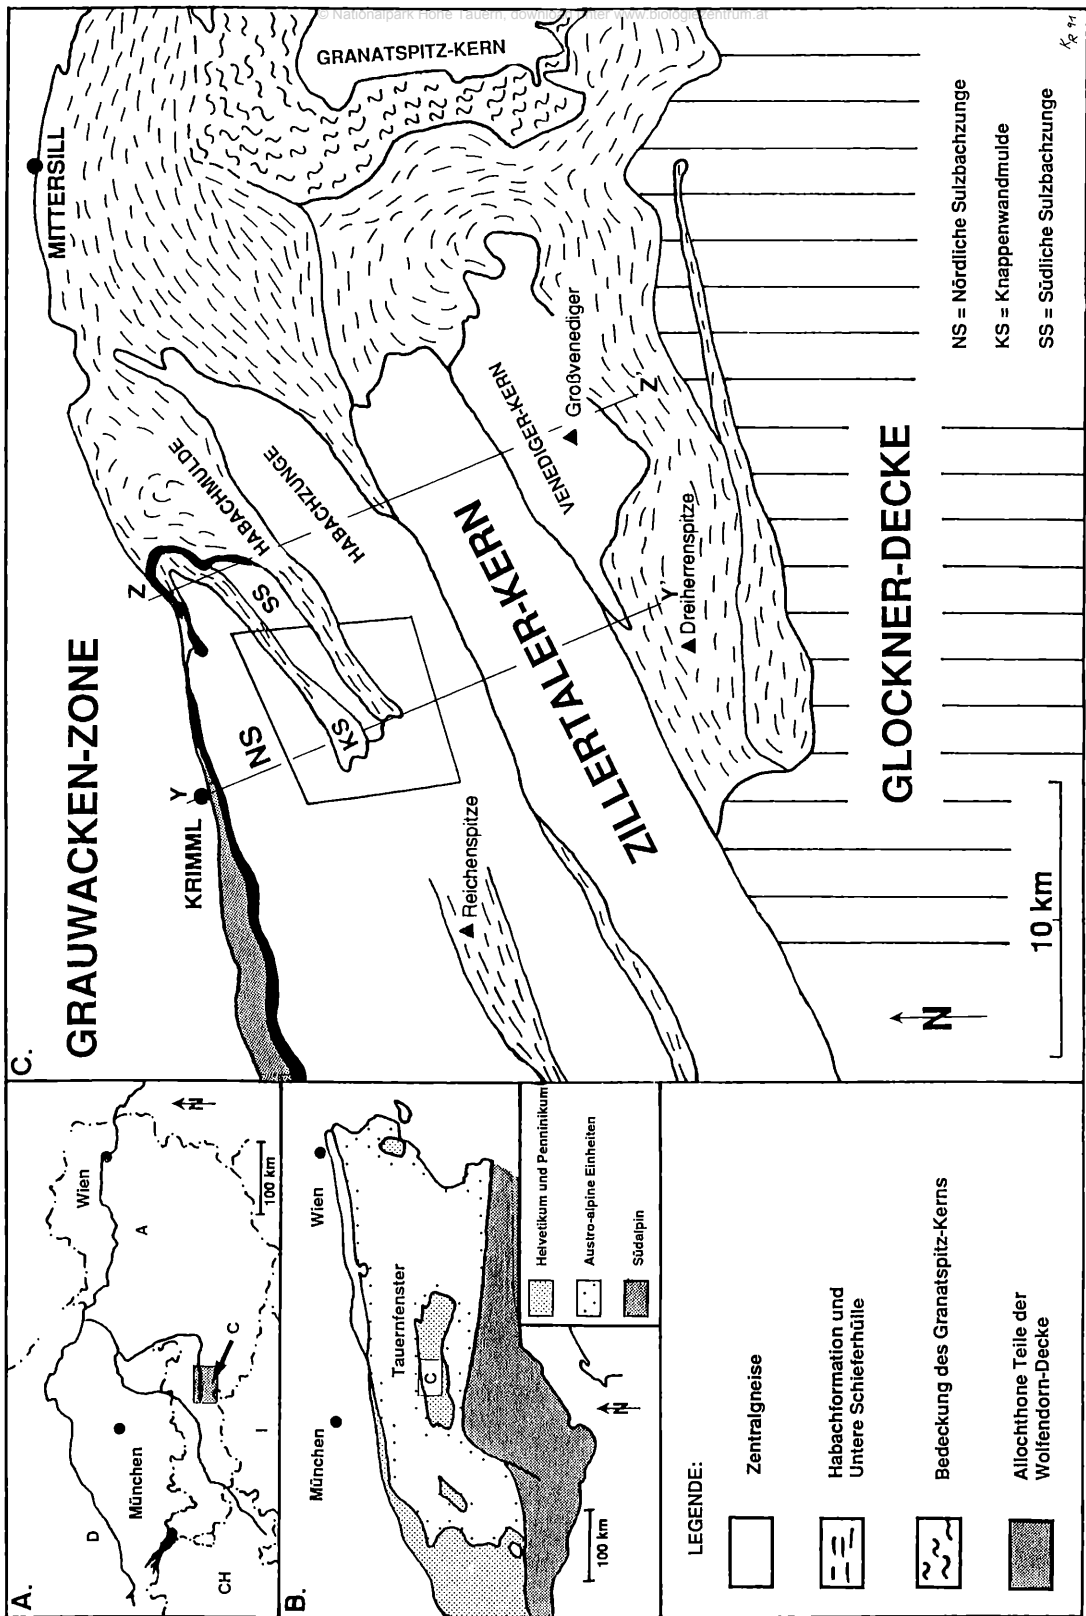 © Nationalpark Hohe Tauern, download unter www.biologiezentrum.at
A.
D
München
Wien
A
C
CH
I
N
100 km
B.
München
Wien
Tauernfenster
C
N
100 km
Helvetikum und Penninikum
Austro-alpine Einheiten
Südalpin
LEGENDE:
Zentralgneise
Habachformation und
Untere Schieferhülle
Bedeckung des Granatspitz-Kerns
Allochthone Teile der
Wolfendorn-Decke
C.
GRAUWACKEN-ZONE
MITTERSILL
GRANATSPITZ-KERN
KRIMML
Y
Z
NS
KS
SS
HABACHMULDE
HABACHZUNGE
Reichenspitze
ZILLERTALER-KERN
VENEDIGER-KERN
Großvenediger
Z'
Y'
Dreiherrenspitze
GLOCKNER-DECKE
N
10 km
NS = Nördliche Sulzbachzunge
KS = Knappenwandmulde
SS = Südliche Sulzbachzunge
KR 91